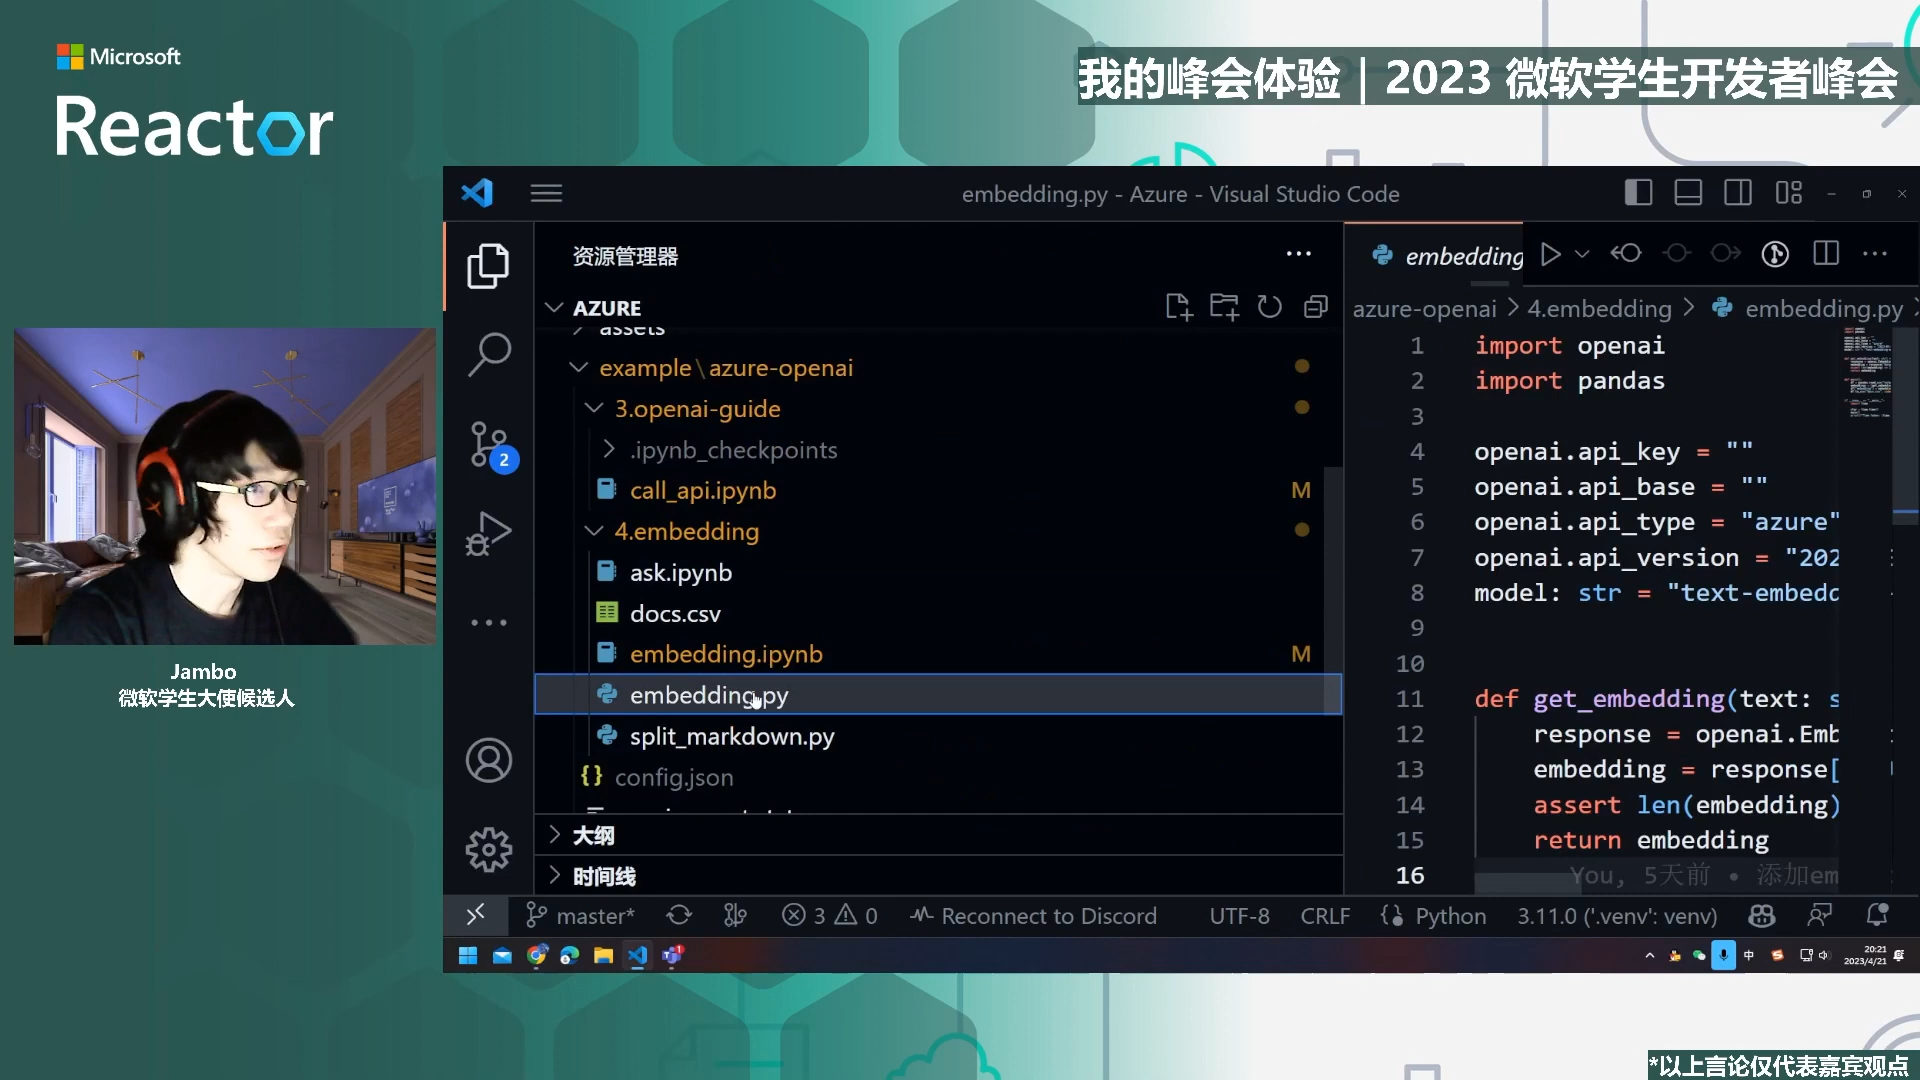 Microsoft
Reactor
我的峰会体验｜2023 微软学生开发者峰会
embedding.py - Azure - Visual Studio Code
资源管理器
AZURE
assets
example\azure-openai
3.openai-guide
.ipynb_checkpoints
call_api.ipynb M
4.embedding
ask.ipynb
docs.csv
embedding.ipynb M
embedding.py
split_markdown.py
{} config.json
大纲
时间线
2
embedding
azure-openai > 4.embedding > embedding.py
1 import openai
2 import pandas
3
4 openai.api_key = ""
5 openai.api_base = ""
6 openai.api_type = "azure"
7 openai.api_version = "202
8 model: str = "text-embedd
9
10
11 def get_embedding(text: s
12 response = openai.Emb
13 embedding = response[
14 assert len(embedding)
15 return embedding
16 You, 5天前 • 添加em
master* 3 0 Reconnect to Discord UTF-8 CRLF Python 3.11.0 ('.venv': venv)
中
20:21
2023/4/21
Jambo
微软学生大使候选人
*以上言论仅代表嘉宾观点